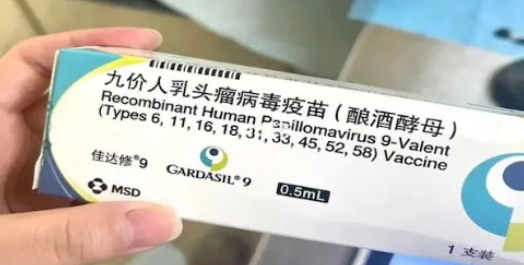 九价人乳头瘤病毒疫苗（酿酒酵母）
Recombinant Human Papillomavirus 9-Valent
(Types 6, 11, 16, 18, 31, 33, 45, 52, 58) Vaccine
佳达修®9
GARDASIL®9
0.5mL
MSD
1 支装